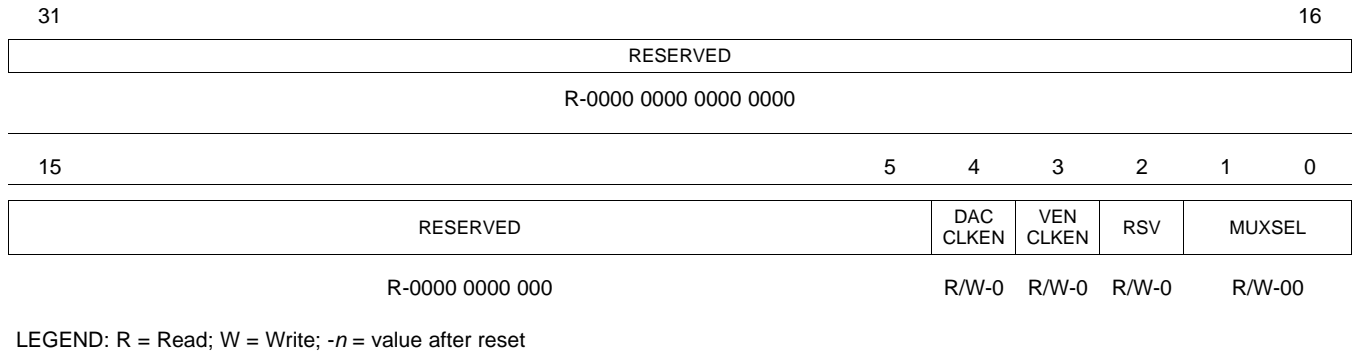 31 16
RESERVED
R-0000 0000 0000 0000
15 5 4 3 2 1 0
RESERVED DAC CLKEN VEN CLKEN RSV MUXSEL
R-0000 0000 000 R/W-0 R/W-0 R/W-0 R/W-00
LEGEND: R = Read; W = Write; -n = value after reset